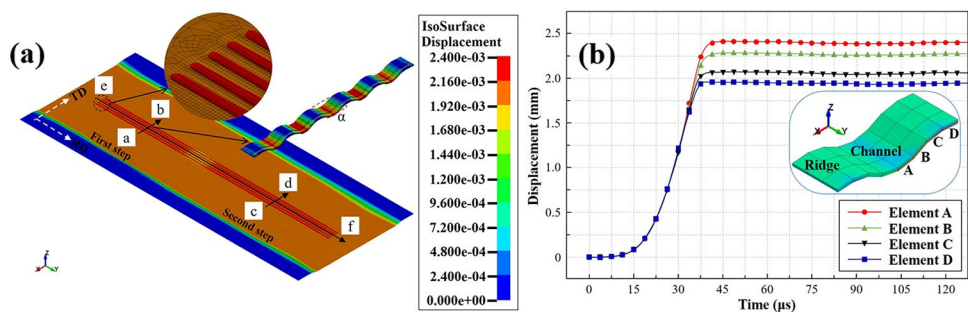 (a)
TD
RD
e
b
a
First step
d
c
Second step
f
α
Z
X
Y
IsoSurface
Displacement
2.400e-03
2.160e-03
1.920e-03
1.680e-03
1.440e-03
1.200e-03
9.600e-04
7.200e-04
4.800e-04
2.400e-04
0.000e+00
(b)
Displacement (mm)
2.5
2.0
1.5
1.0
0.5
0
0 15 30 45 60 75 90 105 120
Time (μs)
Z
X Y
Ridge
Channel
A
B
C
D
Element A
Element B
Element C
Element D